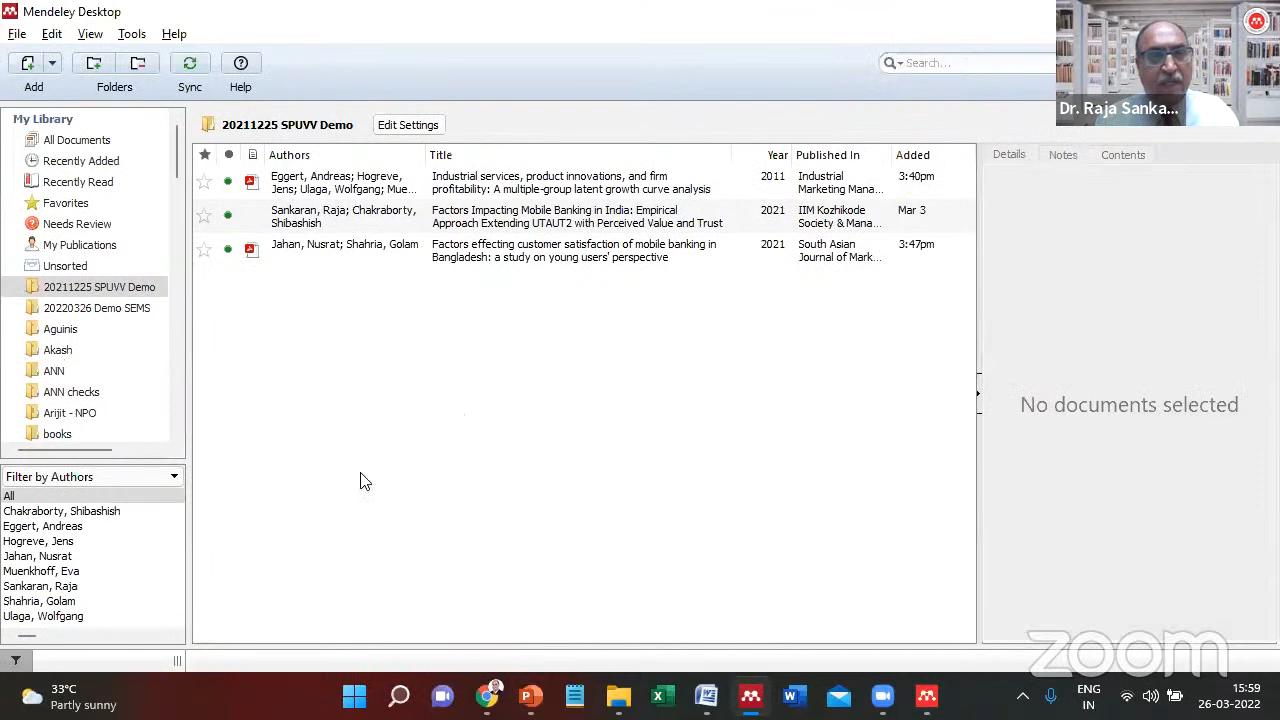 Mendeley Desktop
File Edit View Tools Help
Add Folders Sync Help
Search...
Dr. Raja Sanka...
My Library
All Documents
Recently Added
Recently Read
Favorites
Needs Review
My Publications
Unsorted
20211225 SPUVV Demo
20220326 Demo SEMS
Aguinis
Akash
ANN
ANN checks
Arijit - NPO
books
Filter by Authors
All
Chakraborty, Shibashish
Eggert, Andreas
Hogreve, Jens
Jahan, Nusrat
Muenkhoff, Eva
Sankaran, Raja
Shahria, Golam
Ulaga, Wolfgang
20211225 SPUVV Demo Edit Settings
Authors Title Year Published In Added
Eggert, Andreas; Hogreve, Industrial services, product innovations, and firm 2011 Industrial 3:40pm
Jens; Ulaga, Wolfgang; Mue... profitability: A multiple-group latent growth curve analysis Marketing Mana...
Sankaran, Raja; Chakraborty, Factors Impacting Mobile Banking in India: Empirical 2021 IIM Kozhikode Mar 3
Shibashish Approach Extending UTAUT2 with Perceived Value and Trust Society & Mana...
Jahan, Nusrat; Shahria, Golam Factors effecting customer satisfaction of mobile banking in 2021 South Asian 3:47pm
Bangladesh: a study on young users' perspective Journal of Mark...
Details Notes Contents
No documents selected
zoom
33°C
Partly sunny
ENG
IN
15:59
26-03-2022